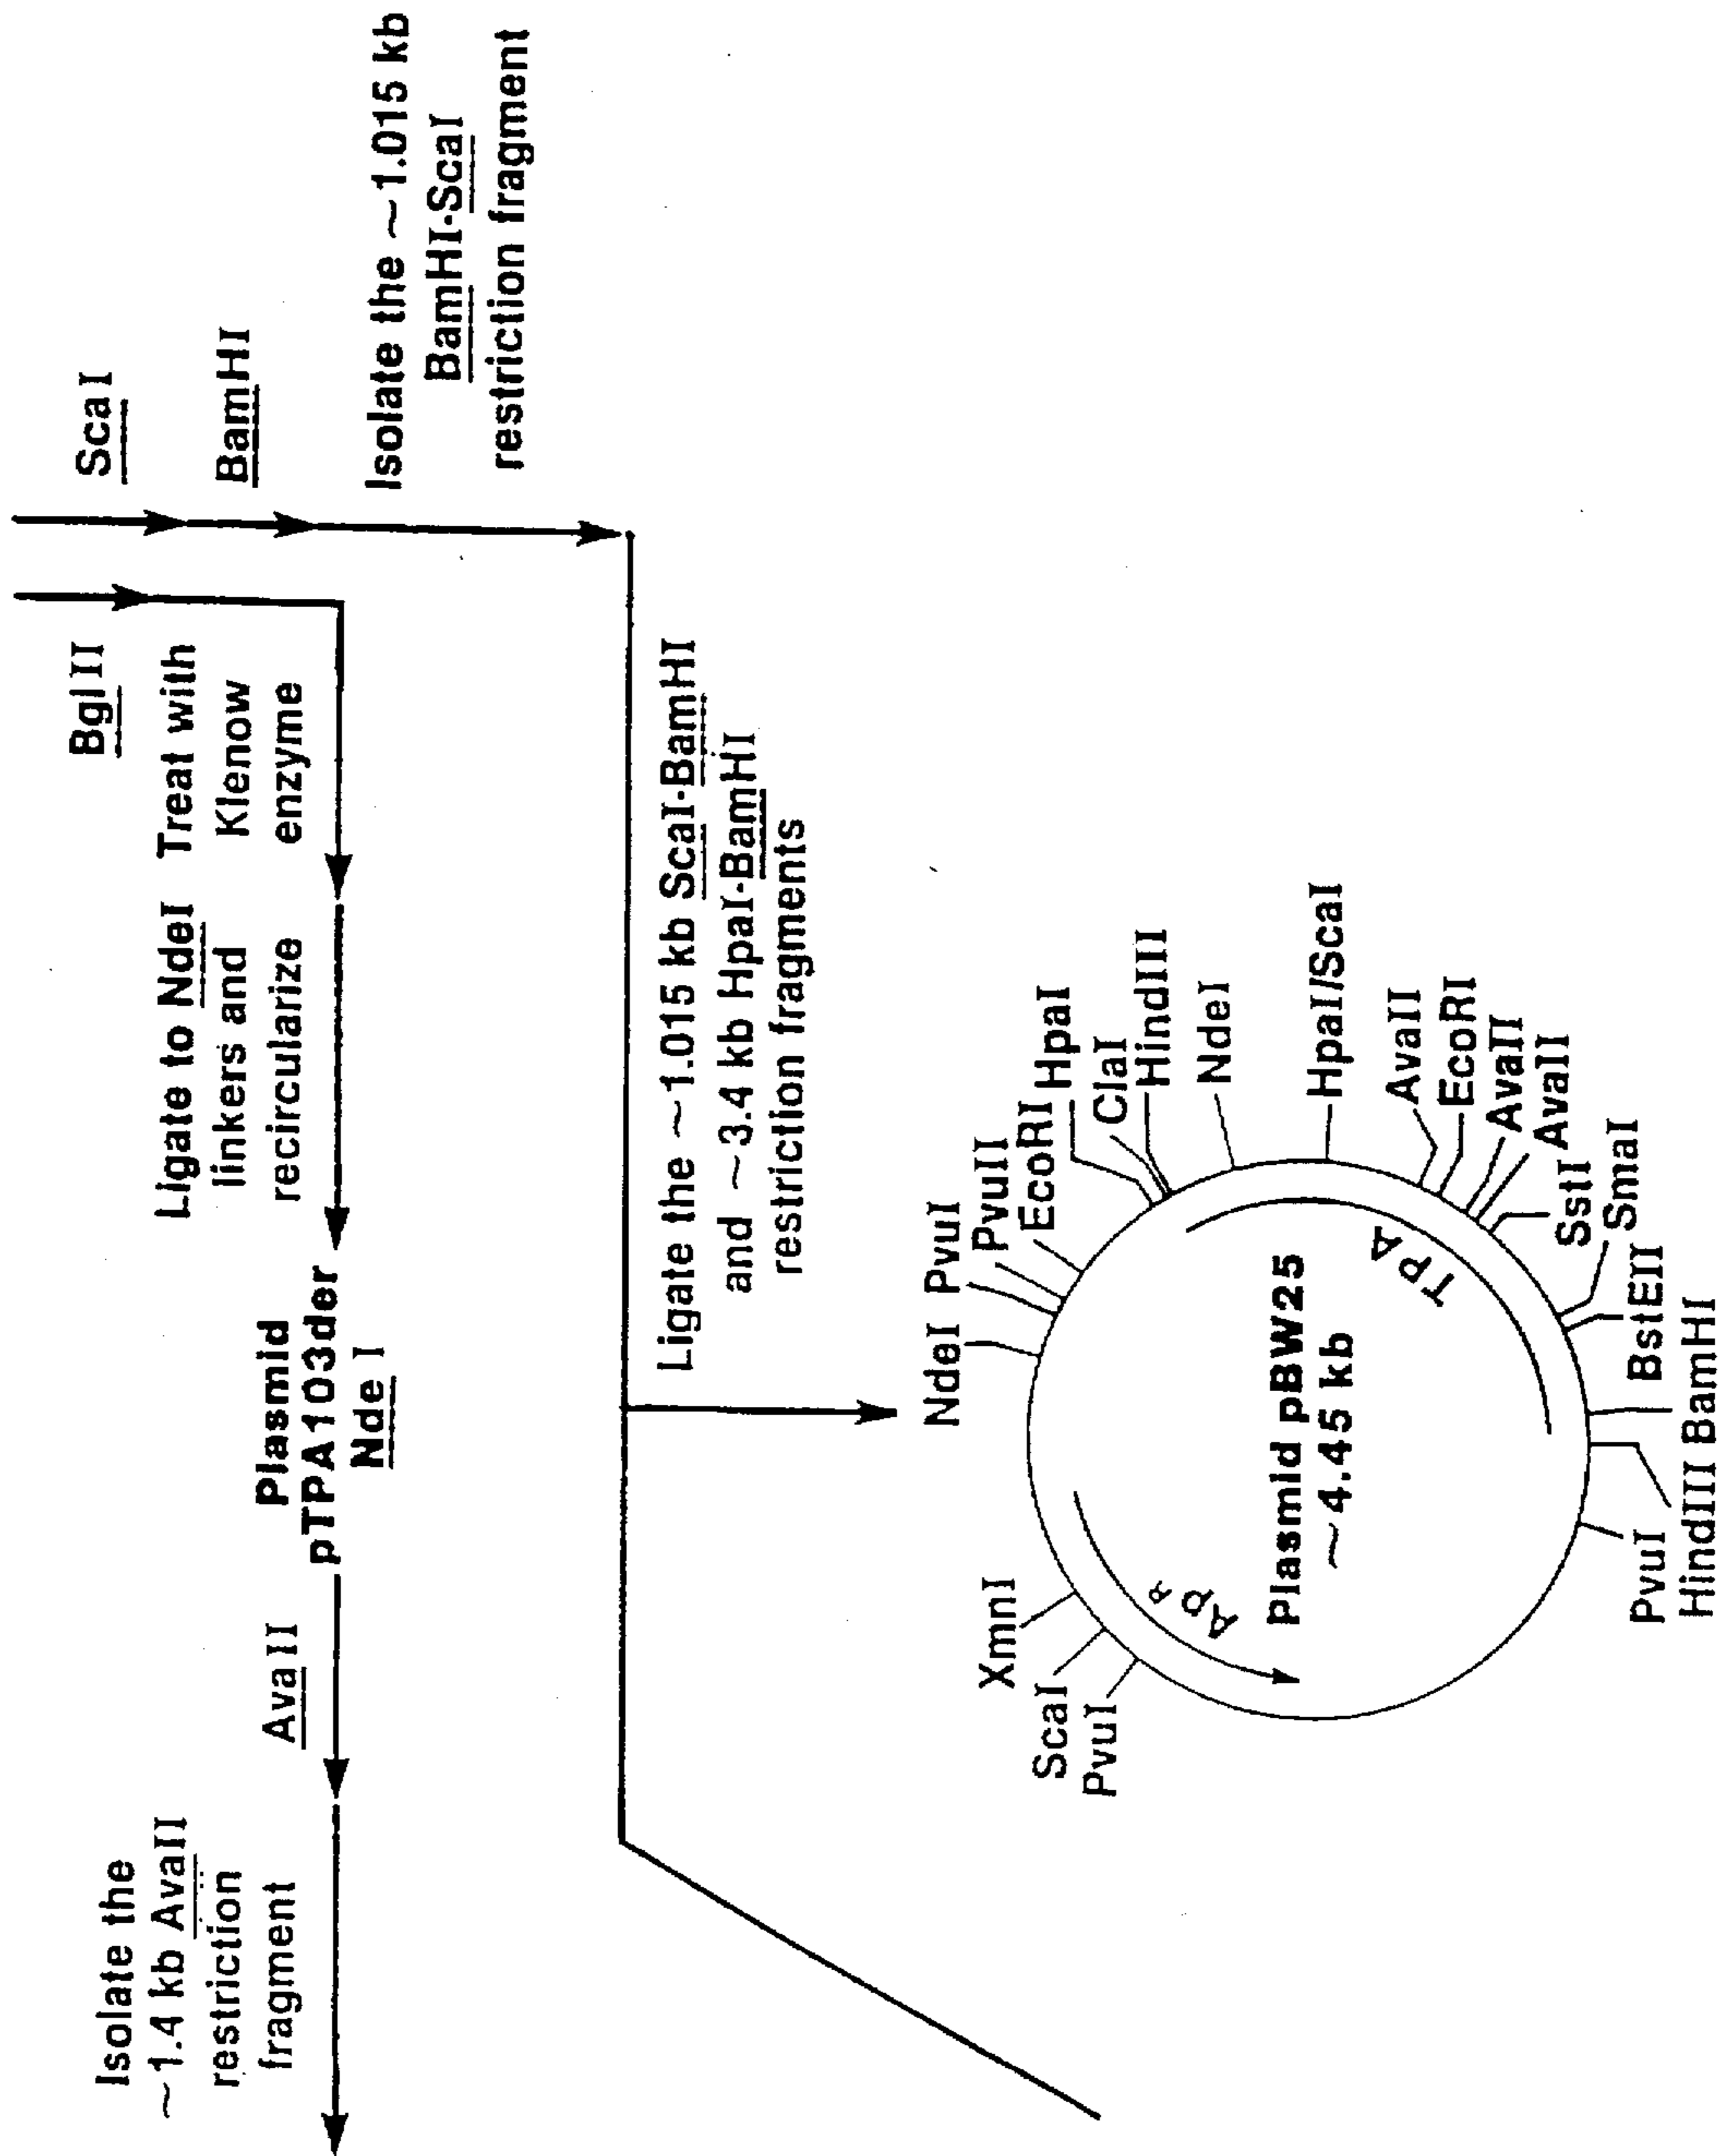 Isolate the
~1.4 kb AvaII
restriction
fragment
AvaII
Plasmid
pTPA103der
NdeI
Ligate to NdeI
linkers and
recircularize
Treat with
Klenow
enzyme
BglII
ScaI
BamHI
Isolate the ~1.015 kb
BamHI-ScaI
restriction fragment
Ligate the ~1.015 kb ScaI-BamHI
and ~3.4 kb HpaI-BamHI
restriction fragments
XmnI
ScaI
PvuI
NdeI
PvuI
PvuII
EcoRI
HpaI
ClaI
HindIII
NdeI
HpaI/ScaI
AvaII
EcoRI
AvaII
AvaII
SstI
SmaI
BstEII
BamHI
HindIII
PvuI
ApR
TPA
Plasmid pBW25
~4.45 kb